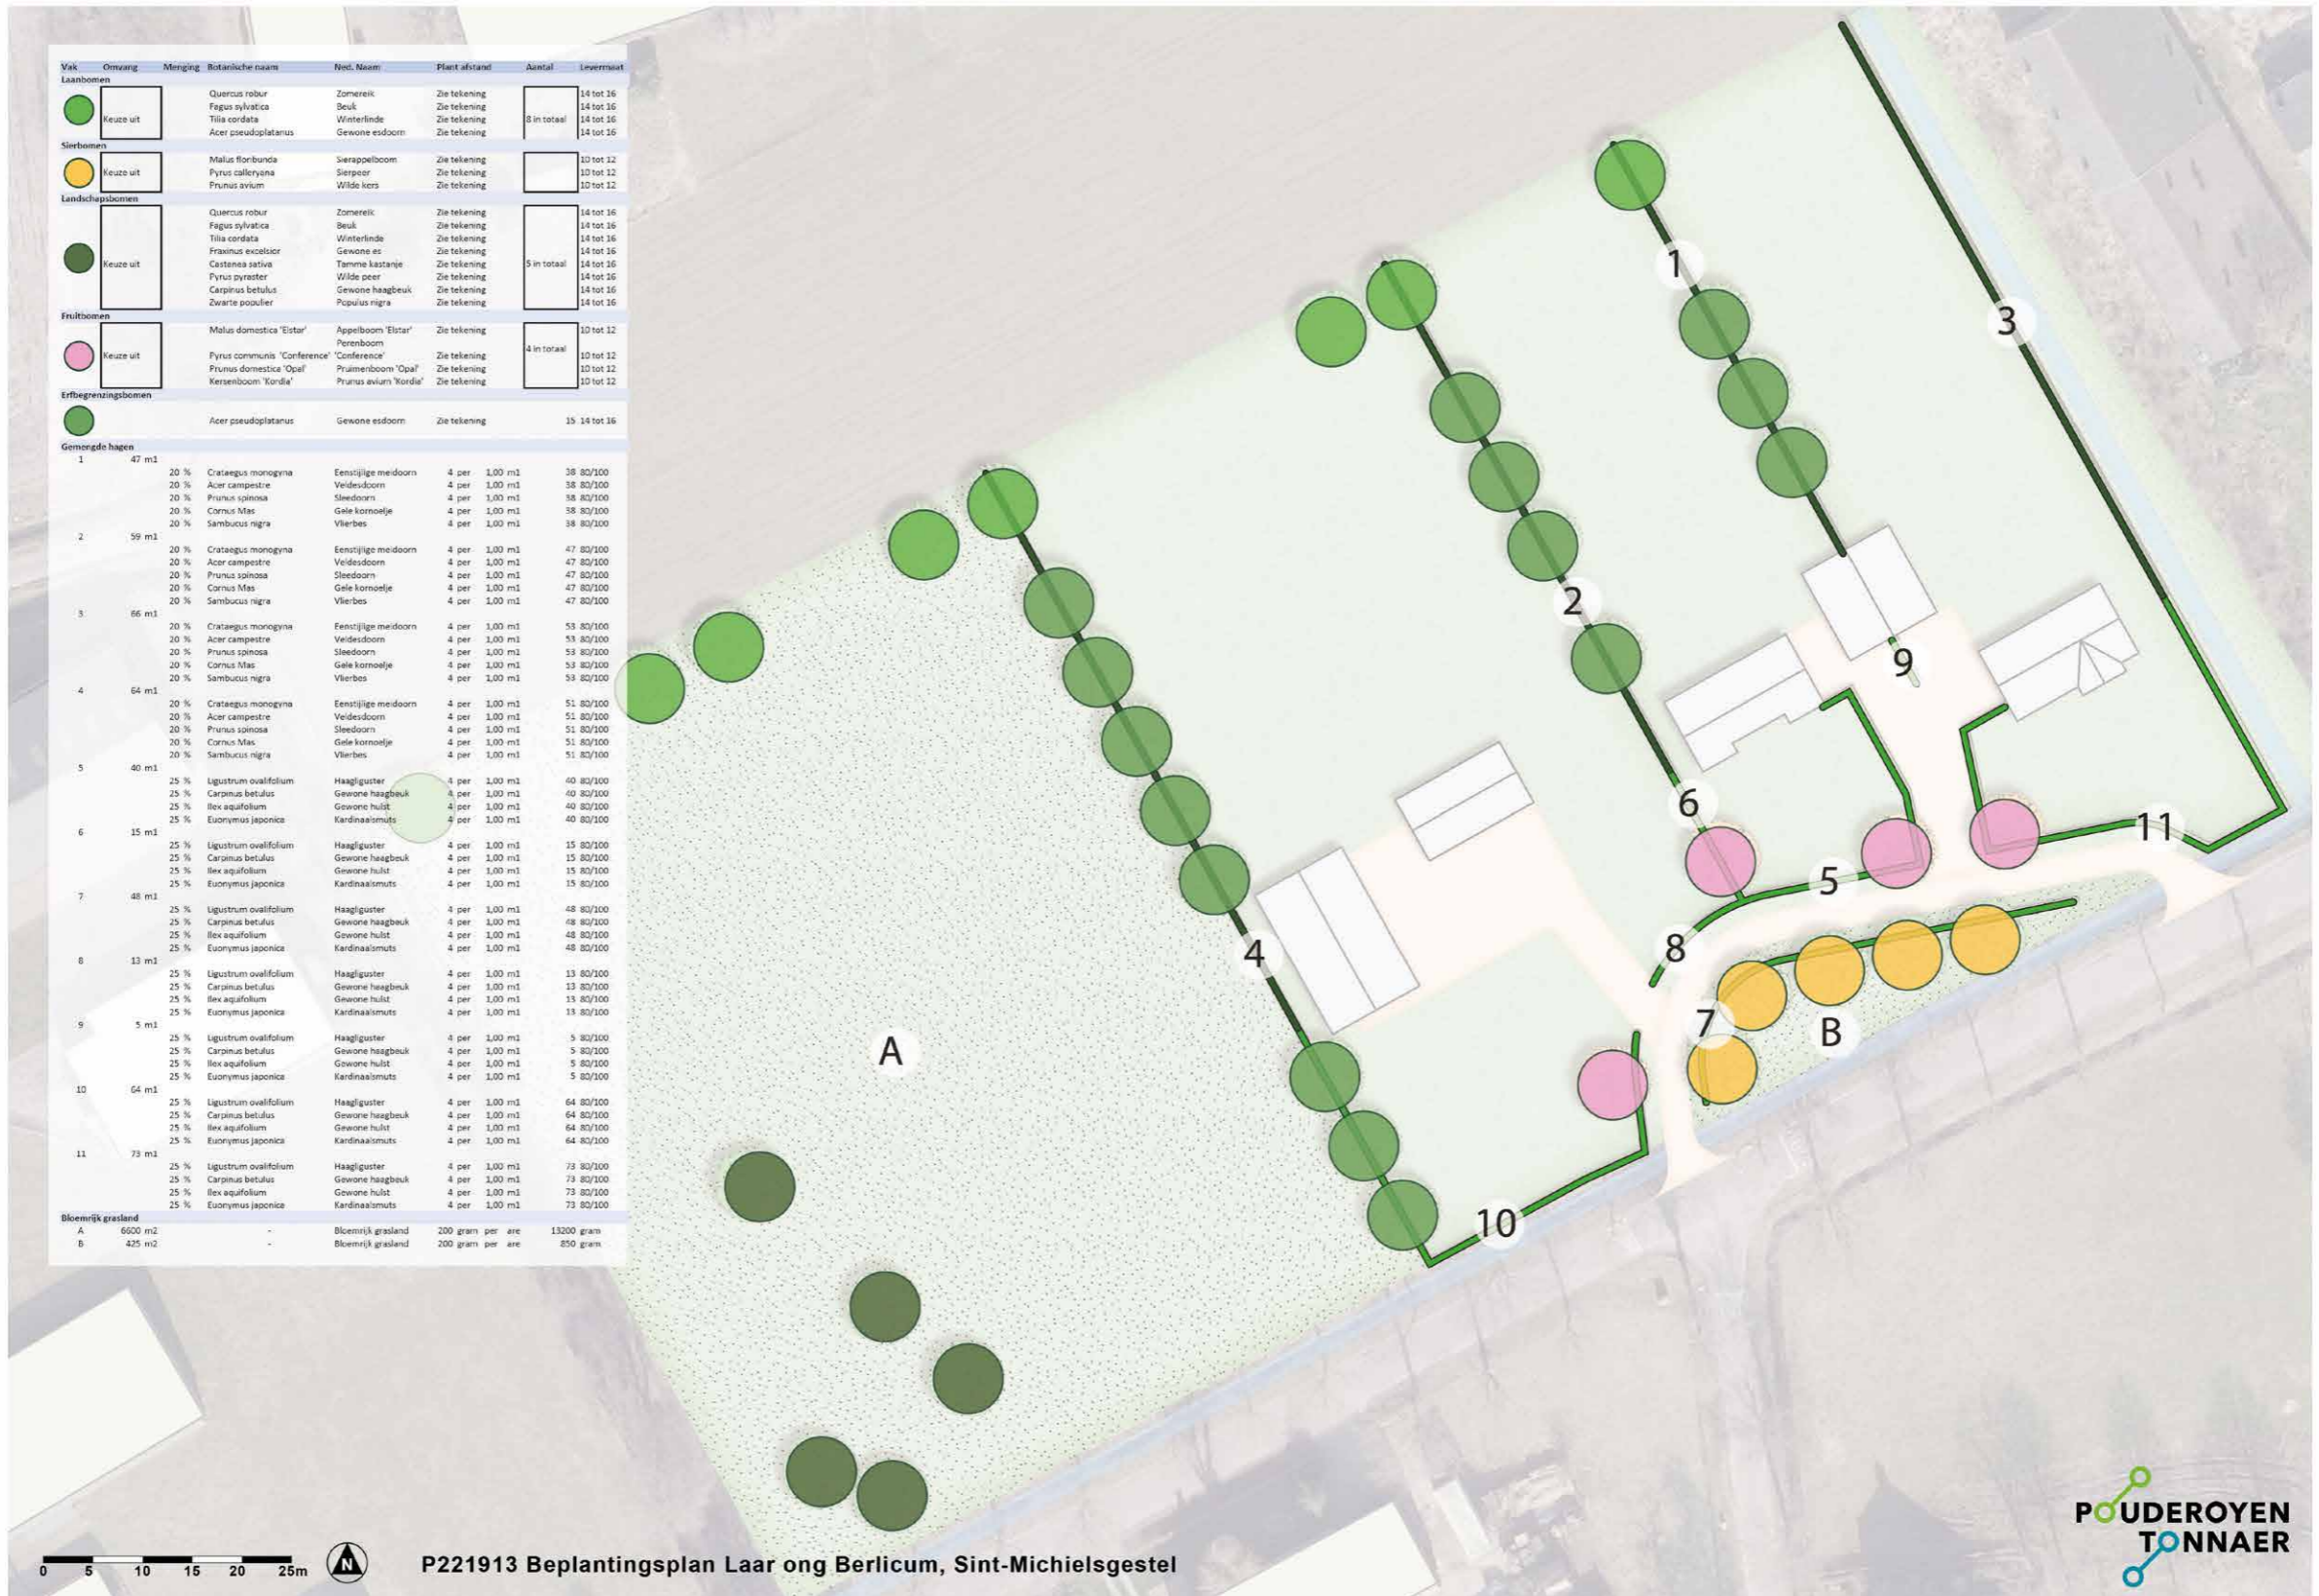 Vak Omvang Menging Botanische naam Ned. Naam Plant afstand Aantal Levermaat
Laanbomen
Quercus robur Zomereik Zie tekening 14 tot 16
Fagus sylvatica Beuk Zie tekening 14 tot 16
Keuze uit Tilia cordata Winterlinde Zie tekening 8 in totaal 14 tot 16
Acer pseudoplatanus Gewone esdoorn Zie tekening 14 tot 16
Sierbomen
Malus floribunda Sierappelboom Zie tekening 10 tot 12
Keuze uit Pyrus calleryana Sierpeer Zie tekening 10 tot 12
Prunus avium Wilde kers Zie tekening 10 tot 12
Landschapsbomen
Quercus robur Zomereik Zie tekening 14 tot 16
Fagus sylvatica Beuk Zie tekening 14 tot 16
Tilia cordata Winterlinde Zie tekening 14 tot 16
Fraxinus excelsior Gewone es Zie tekening 14 tot 16
Keuze uit Castanea sativa Tamme kastanje Zie tekening 5 in totaal 14 tot 16
Pyrus pyraster Wilde peer Zie tekening 14 tot 16
Carpinus betulus Gewone haagbeuk Zie tekening 14 tot 16
Zwarte populier Populus nigra Zie tekening 14 tot 16
Fruitbomen
Malus domestica 'Elstar' Appelboom 'Elstar' Zie tekening 10 tot 12
Perenboom
Keuze uit Pyrus communis 'Conference' 'Conference' Zie tekening 4 in totaal 10 tot 12
Prunus domestica 'Opal' Pruimenboom 'Opal' Zie tekening 10 tot 12
Kersenboom 'Kordia' Prunus avium 'Kordia' Zie tekening 10 tot 12
Erfbegrenzingsbomen
Acer pseudoplatanus Gewone esdoorn Zie tekening 15 14 tot 16
Gemengde hagen
1 47 m1
20 % Crataegus monogyna Eenstijlige meidoorn 4 per 1,00 m1 38 80/100
20 % Acer campestre Veldesdoorn 4 per 1,00 m1 38 80/100
20 % Prunus spinosa Sleedoorn 4 per 1,00 m1 38 80/100
20 % Cornus Mas Gele kornoelje 4 per 1,00 m1 38 80/100
20 % Sambucus nigra Vlierbes 4 per 1,00 m1 38 80/100
2 59 m1
20 % Crataegus monogyna Eenstijlige meidoorn 4 per 1,00 m1 47 80/100
20 % Acer campestre Veldesdoorn 4 per 1,00 m1 47 80/100
20 % Prunus spinosa Sleedoorn 4 per 1,00 m1 47 80/100
20 % Cornus Mas Gele kornoelje 4 per 1,00 m1 47 80/100
20 % Sambucus nigra Vlierbes 4 per 1,00 m1 47 80/100
3 66 m1
20 % Crataegus monogyna Eenstijlige meidoorn 4 per 1,00 m1 53 80/100
20 % Acer campestre Veldesdoorn 4 per 1,00 m1 53 80/100
20 % Prunus spinosa Sleedoorn 4 per 1,00 m1 53 80/100
20 % Cornus Mas Gele kornoelje 4 per 1,00 m1 53 80/100
20 % Sambucus nigra Vlierbes 4 per 1,00 m1 53 80/100
4 64 m1
20 % Crataegus monogyna Eenstijlige meidoorn 4 per 1,00 m1 51 80/100
20 % Acer campestre Veldesdoorn 4 per 1,00 m1 51 80/100
20 % Prunus spinosa Sleedoorn 4 per 1,00 m1 51 80/100
20 % Cornus Mas Gele kornoelje 4 per 1,00 m1 51 80/100
20 % Sambucus nigra Vlierbes 4 per 1,00 m1 51 80/100
5 40 m1
25 % Ligustrum ovalifolium Haagliguster 4 per 1,00 m1 40 80/100
25 % Carpinus betulus Gewone haagbeuk 4 per 1,00 m1 40 80/100
25 % Ilex aquifolium Gewone hulst 4 per 1,00 m1 40 80/100
25 % Euonymus japonica Kardinaalsmuts 4 per 1,00 m1 40 80/100
6 15 m1
25 % Ligustrum ovalifolium Haagliguster 4 per 1,00 m1 15 80/100
25 % Carpinus betulus Gewone haagbeuk 4 per 1,00 m1 15 80/100
25 % Ilex aquifolium Gewone hulst 4 per 1,00 m1 15 80/100
25 % Euonymus japonica Kardinaalsmuts 4 per 1,00 m1 15 80/100
7 48 m1
25 % Ligustrum ovalifolium Haagliguster 4 per 1,00 m1 48 80/100
25 % Carpinus betulus Gewone haagbeuk 4 per 1,00 m1 48 80/100
25 % Ilex aquifolium Gewone hulst 4 per 1,00 m1 48 80/100
25 % Euonymus japonica Kardinaalsmuts 4 per 1,00 m1 48 80/100
8 13 m1
25 % Ligustrum ovalifolium Haagliguster 4 per 1,00 m1 13 80/100
25 % Carpinus betulus Gewone haagbeuk 4 per 1,00 m1 13 80/100
25 % Ilex aquifolium Gewone hulst 4 per 1,00 m1 13 80/100
25 % Euonymus japonica Kardinaalsmuts 4 per 1,00 m1 13 80/100
9 5 m1
25 % Ligustrum ovalifolium Haagliguster 4 per 1,00 m1 5 80/100
25 % Carpinus betulus Gewone haagbeuk 4 per 1,00 m1 5 80/100
25 % Ilex aquifolium Gewone hulst 4 per 1,00 m1 5 80/100
25 % Euonymus japonica Kardinaalsmuts 4 per 1,00 m1 5 80/100
10 64 m1
25 % Ligustrum ovalifolium Haagliguster 4 per 1,00 m1 64 80/100
25 % Carpinus betulus Gewone haagbeuk 4 per 1,00 m1 64 80/100
25 % Ilex aquifolium Gewone hulst 4 per 1,00 m1 64 80/100
25 % Euonymus japonica Kardinaalsmuts 4 per 1,00 m1 64 80/100
11 73 m1
25 % Ligustrum ovalifolium Haagliguster 4 per 1,00 m1 73 80/100
25 % Carpinus betulus Gewone haagbeuk 4 per 1,00 m1 73 80/100
25 % Ilex aquifolium Gewone hulst 4 per 1,00 m1 73 80/100
25 % Euonymus japonica Kardinaalsmuts 4 per 1,00 m1 73 80/100
Bloemrijk grasland
A 6600 m2 - Bloemrijk grasland 200 gram per are 13200 gram
B 425 m2 - Bloemrijk grasland 200 gram per are 850 gram
1
3
2
9
6
11
5
8
4
7
B
A
10
0 5 10 15 20 25m
N
P221913 Beplantingsplan Laar ong Berlicum, Sint-Michielsgestel
POUDEROYEN
TONNAER